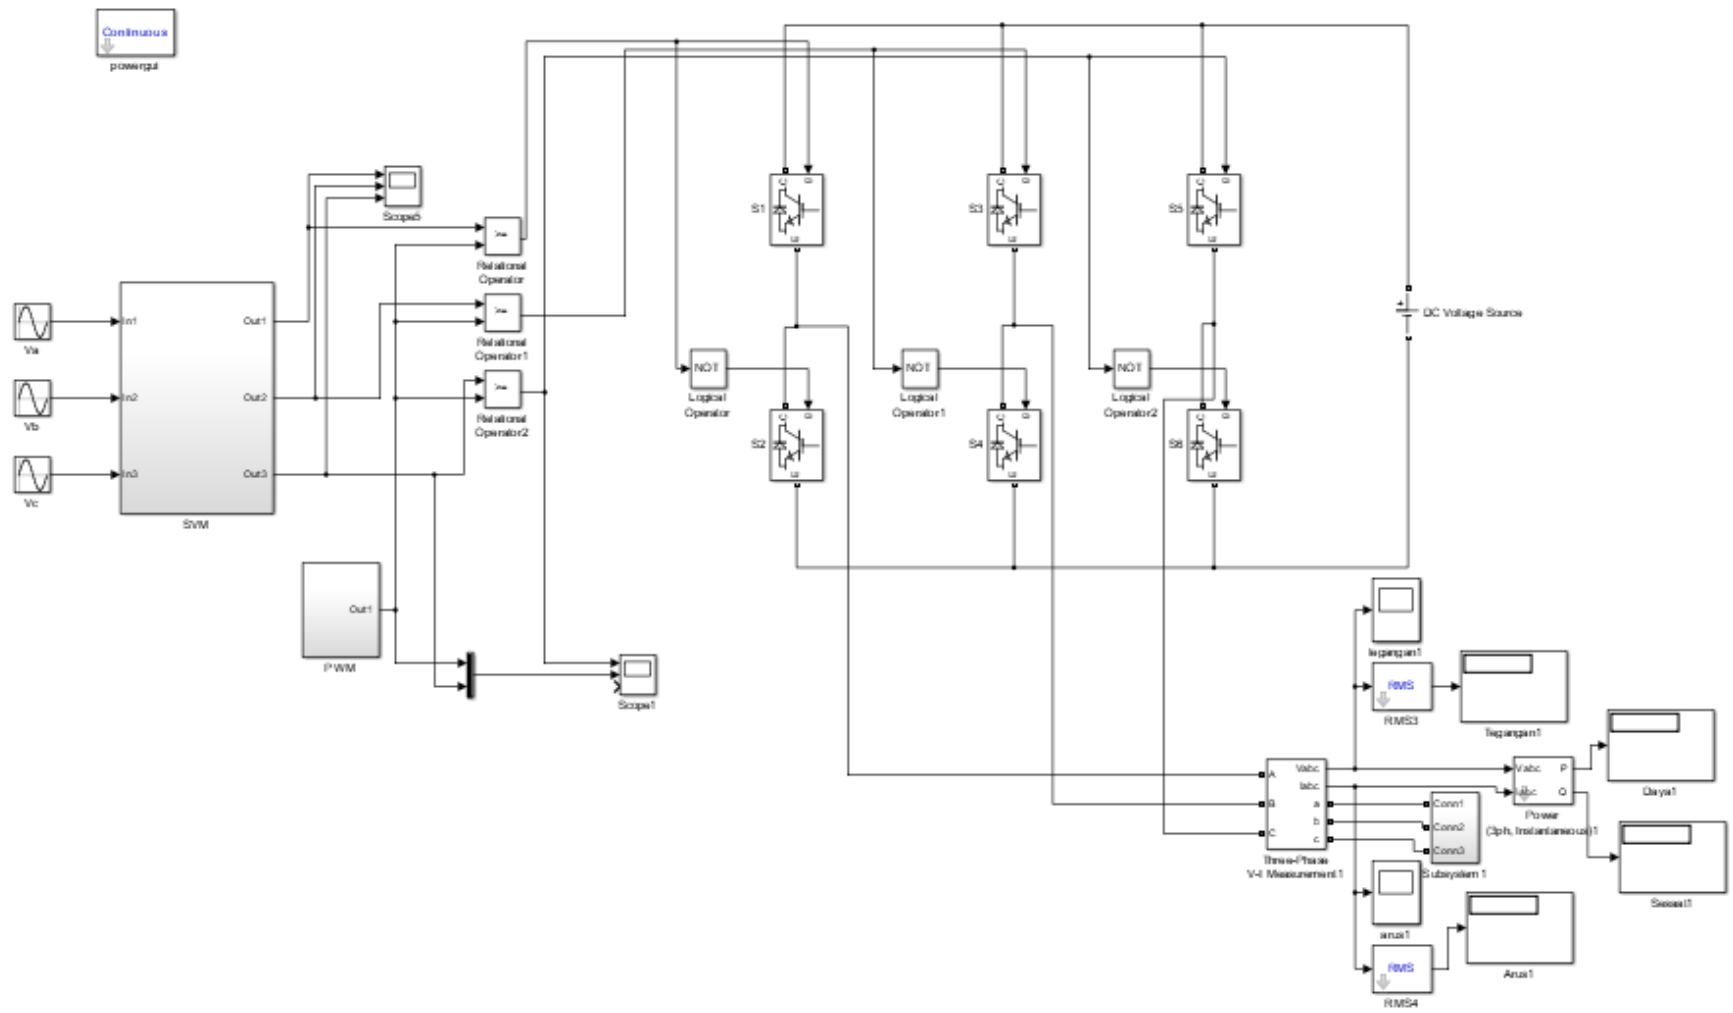 Continuous
powergui
Scope5
>=
Relational
Operator
>=
Relational
Operator1
>=
Relational
Operator2
Va
Vb
Vc
In1
In2
In3
Out1
Out2
Out3
SVM
Out1
PWM
Scope1
S1
C
E
S3
C
E
S5
C
E
NOT
Logical
Operator
NOT
Logical
Operator1
NOT
Logical
Operator2
S2
C
E
S4
C
E
S6
C
E
+
DC Voltage Source
tegangan1
RMS
RMS3
Tegangan1
A
B
C
Vabc
Iabc
a
b
c
Three-Phase
V-I Measurement1
Conn1
Conn2
Conn3
Subsystem1
Vabc
Iabc
P
Q
Power
(3ph, Instantaneous)1
Daya1
arus1
RMS
RMS4
Arus1